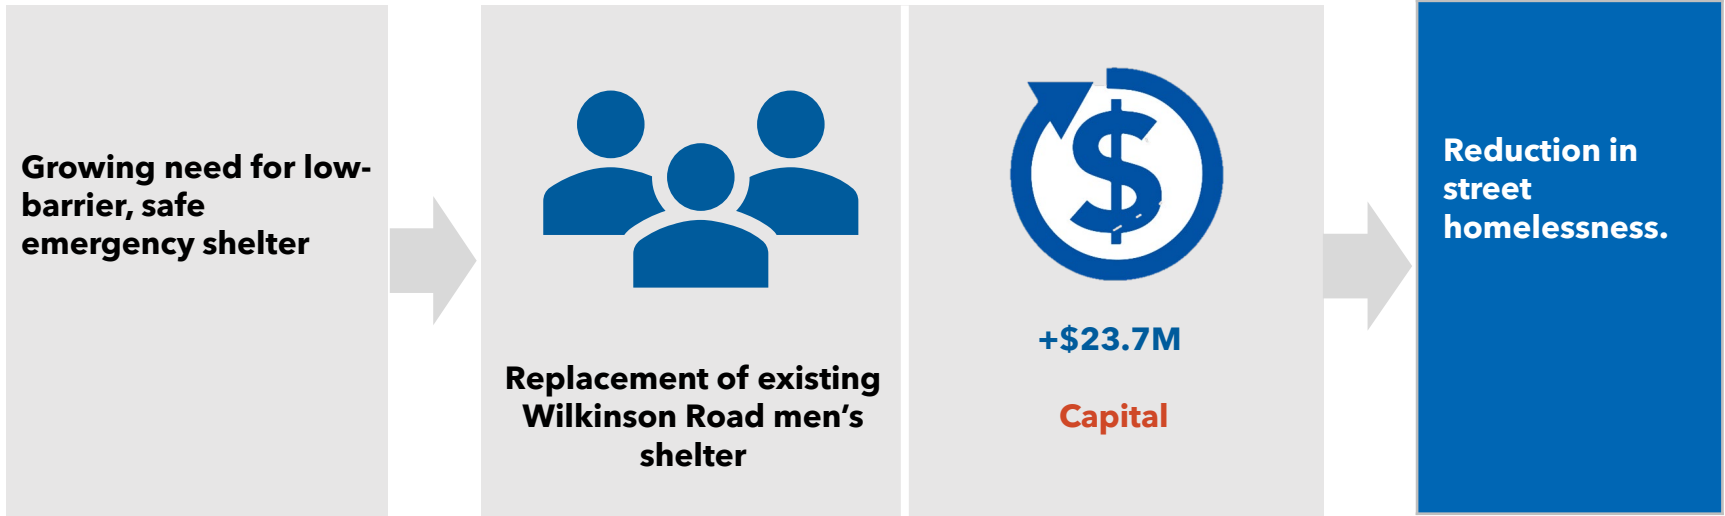 Growing need for low-
barrier, safe
emergency shelter
Replacement of existing
Wilkinson Road men’s
shelter
$
+$23.7M
Capital
Reduction in
street
homelessness.